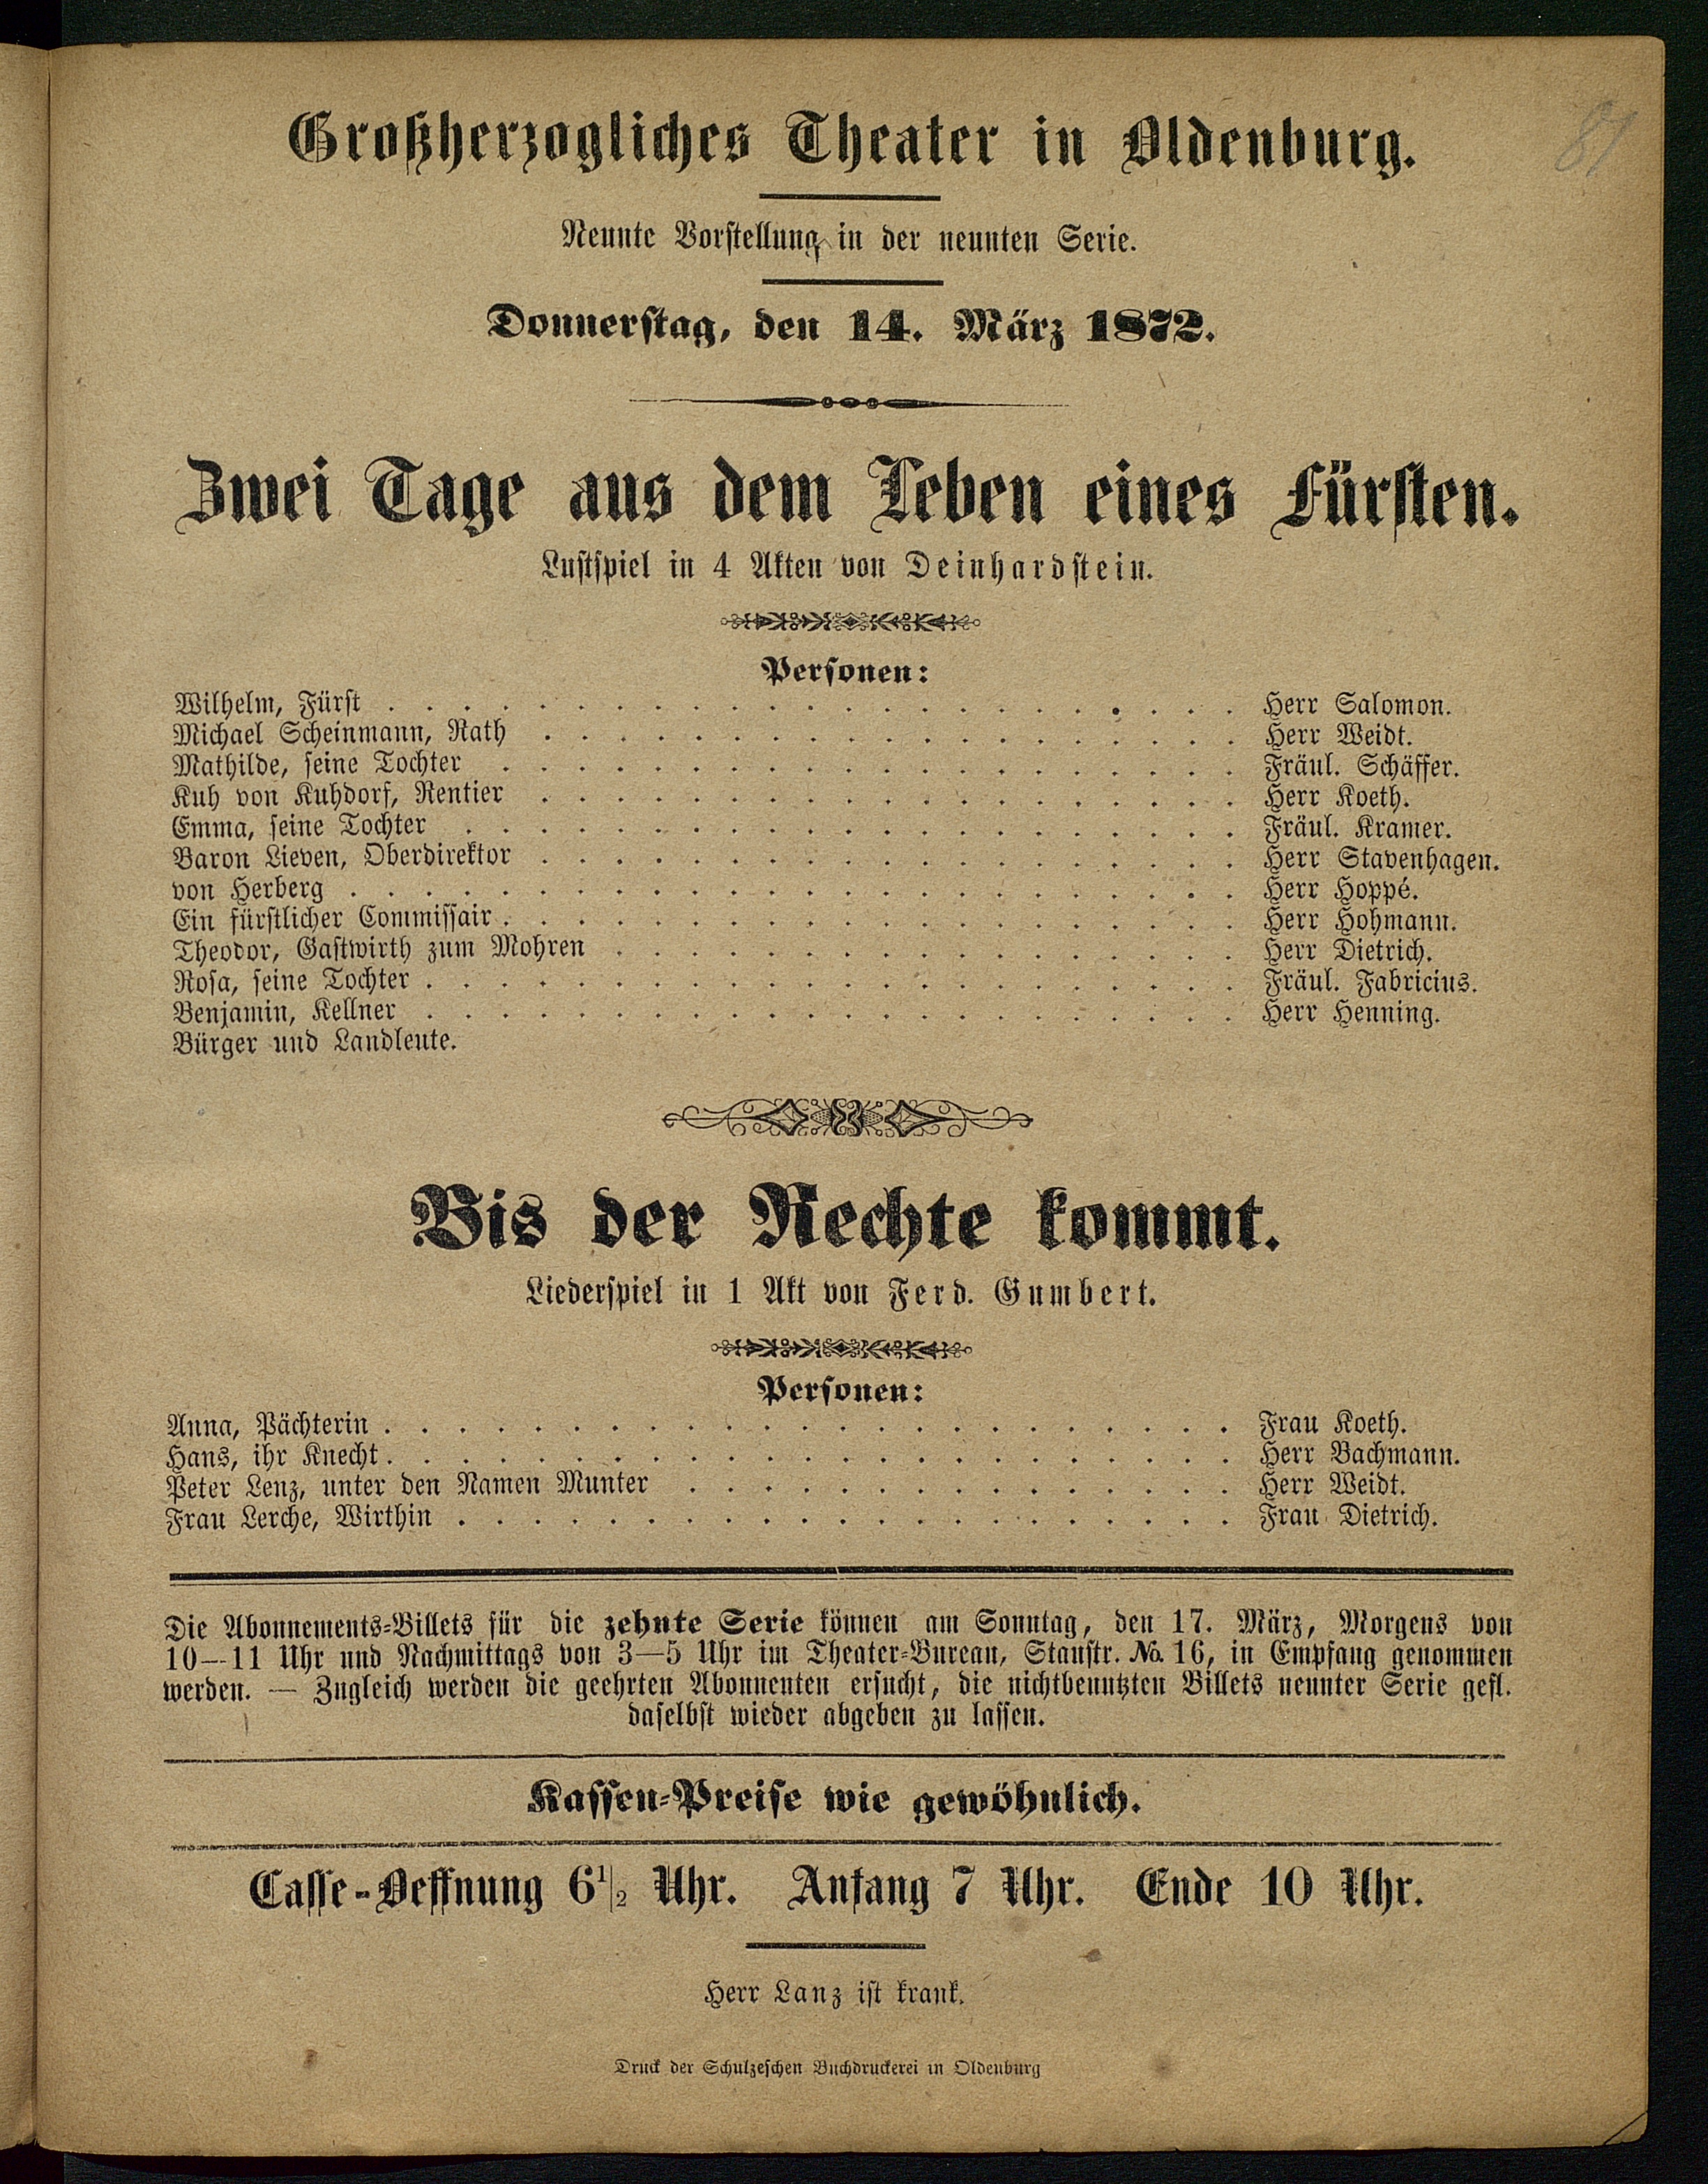 Großherzogliches Theater in Oldenburg.
81
Neunte Vorstellung in der neunten Serie.
Donnerstag, den 14. März 1872.
Zwei Tage aus dem Leben eines Fürsten.
Lustspiel in 4 Akten von Deinhardstein.
Personen:
Wilhelm, Fürst . . . . . . . . . . Herr Salomon.
Michael Scheinmann, Rath . . . . . . . . . . Herr Weidt.
Mathilde, seine Tochter . . . . . . . . . . Fräul. Schäffer.
Kuh von Kuhdorf, Rentier . . . . . . . . . . Herr Koeth.
Emma, seine Tochter . . . . . . . . . . Fräul. Kramer.
Baron Lieven, Oberdirektor . . . . . . . . . . Herr Stavenhagen.
von Herberg . . . . . . . . . . Herr Hoppé.
Ein fürstlicher Commissair . . . . . . . . . . Herr Hohmann.
Theodor, Gastwirth zum Mohren . . . . . . . . . . Herr Dietrich.
Rosa, seine Tochter . . . . . . . . . . Fräul. Fabricius.
Benjamin, Kellner . . . . . . . . . . Herr Henning.
Bürger und Landleute.
Bis der Rechte kommt.
Liederspiel in 1 Akt von Ferd. Gumbert.
Personen:
Anna, Pächterin . . . . . . . . . . Frau Koeth.
Hans, ihr Knecht . . . . . . . . . . Herr Bachmann.
Peter Lenz, unter den Namen Munter . . . . . . . . . . Herr Weidt.
Frau Lerche, Wirthin . . . . . . . . . . Frau Dietrich.
Die Abonnements-Billets für die zehnte Serie können am Sonntag, den 17. März, Morgens von
10—11 Uhr und Nachmittags von 3—5 Uhr im Theater-Bureau, Staustr. No. 16, in Empfang genommen
werden. — Zugleich werden die geehrten Abonnenten ersucht, die nichtbenutzten Billets neunter Serie gefl.
daselbst wieder abgeben zu lassen.
Kassen-Preise wie gewöhnlich.
Casse-Oeffnung 6 1/2 Uhr. Anfang 7 Uhr. Ende 10 Uhr.
Herr Lanz ist krank.
Druck der Schulzeschen Buchdruckerei in Oldenburg